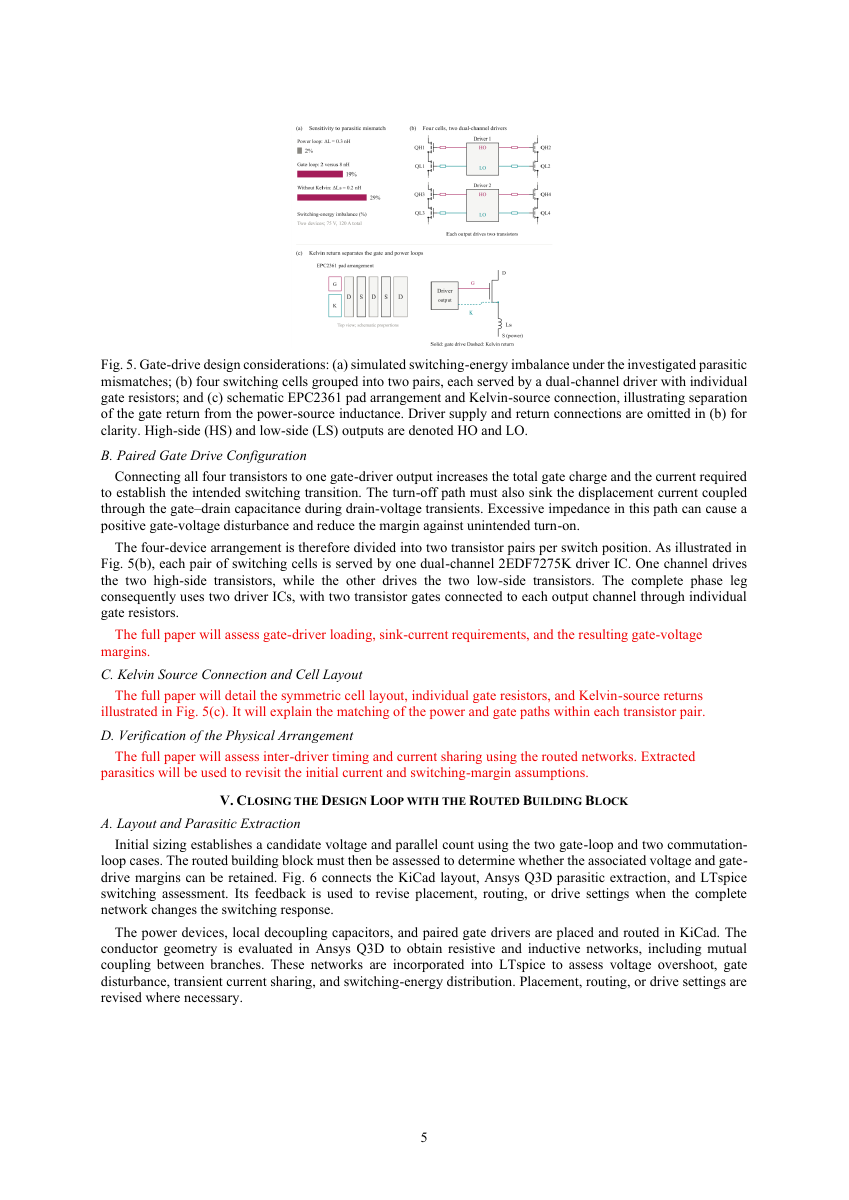 (a) Sensitivity to parasitic mismatch
Power loop: ΔL = 0.3 nH
2%
Gate loop: 2 versus 8 nH
19%
Without Kelvin: ΔLs = 0.2 nH
29%
Switching-energy imbalance (%)
Two devices, 75 V, 120 A total
(b) Four cells, two dual-channel drivers
Driver 1
QH1 HO QH2
QL1 LO QL2
Driver 2
QH3 HO QH4
QL3 LO QL4
Each output drives two transistors
(c) Kelvin return separates the gate and power loops
EPC2361 pad arrangement
G
K
D S D S D
Top view; schematic proportions
Driver
output
G
K
D
Ls
S (power)
Solid: gate drive Dashed: Kelvin return
Fig. 5. Gate-drive design considerations: (a) simulated switching-energy imbalance under the investigated parasitic
mismatches; (b) four switching cells grouped into two pairs, each served by a dual-channel driver with individual
gate resistors; and (c) schematic EPC2361 pad arrangement and Kelvin-source connection, illustrating separation
of the gate return from the power-source inductance. Driver supply and return connections are omitted in (b) for
clarity. High-side (HS) and low-side (LS) outputs are denoted HO and LO.
B. Paired Gate Drive Configuration
Connecting all four transistors to one gate-driver output increases the total gate charge and the current required
to establish the intended switching transition. The turn-off path must also sink the displacement current coupled
through the gate–drain capacitance during drain-voltage transients. Excessive impedance in this path can cause a
positive gate-voltage disturbance and reduce the margin against unintended turn-on.
The four-device arrangement is therefore divided into two transistor pairs per switch position. As illustrated in
Fig. 5(b), each pair of switching cells is served by one dual-channel 2EDF7275K driver IC. One channel drives
the two high-side transistors, while the other drives the two low-side transistors. The complete phase leg
consequently uses two driver ICs, with two transistor gates connected to each output channel through individual
gate resistors.
The full paper will assess gate-driver loading, sink-current requirements, and the resulting gate-voltage
margins.
C. Kelvin Source Connection and Cell Layout
The full paper will detail the symmetric cell layout, individual gate resistors, and Kelvin-source returns
illustrated in Fig. 5(c). It will explain the matching of the power and gate paths within each transistor pair.
D. Verification of the Physical Arrangement
The full paper will assess inter-driver timing and current sharing using the routed networks. Extracted
parasitics will be used to revisit the initial current and switching-margin assumptions.
V. CLOSING THE DESIGN LOOP WITH THE ROUTED BUILDING BLOCK
A. Layout and Parasitic Extraction
Initial sizing establishes a candidate voltage and parallel count using the two gate-loop and two commutation-
loop cases. The routed building block must then be assessed to determine whether the associated voltage and gate-
drive margins can be retained. Fig. 6 connects the KiCad layout, Ansys Q3D parasitic extraction, and LTspice
switching assessment. Its feedback is used to revise placement, routing, or drive settings when the complete
network changes the switching response.
The power devices, local decoupling capacitors, and paired gate drivers are placed and routed in KiCad. The
conductor geometry is evaluated in Ansys Q3D to obtain resistive and inductive networks, including mutual
coupling between branches. These networks are incorporated into LTspice to assess voltage overshoot, gate
disturbance, transient current sharing, and switching-energy distribution. Placement, routing, or drive settings are
revised where necessary.
5